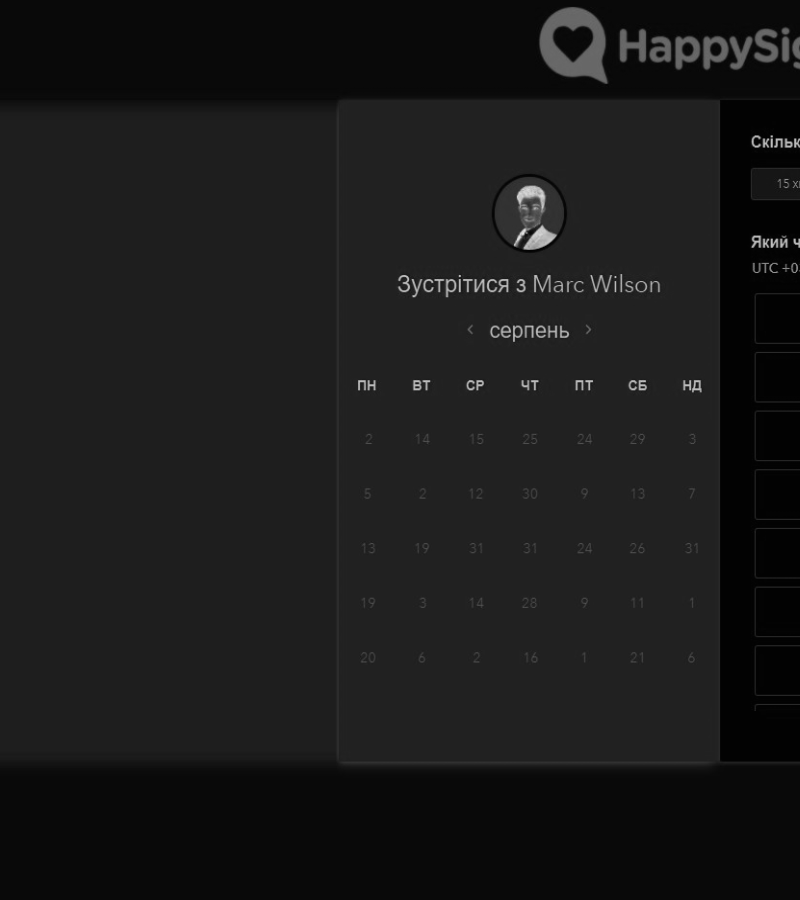 HappySig
Зустрітися з Marc Wilson
‹ серпень ›
ПН ВТ СР ЧТ ПТ СБ НД
2 14 15 25 24 29 3
5 2 12 30 9 13 7
13 19 31 31 24 26 31
19 3 14 28 9 11 1
20 6 2 16 1 21 6
Скільк
15 х
Який ч
UTC +0